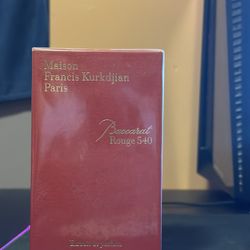 Maison
Francis Kurkdjian
Paris
Baccarat
Rouge 540